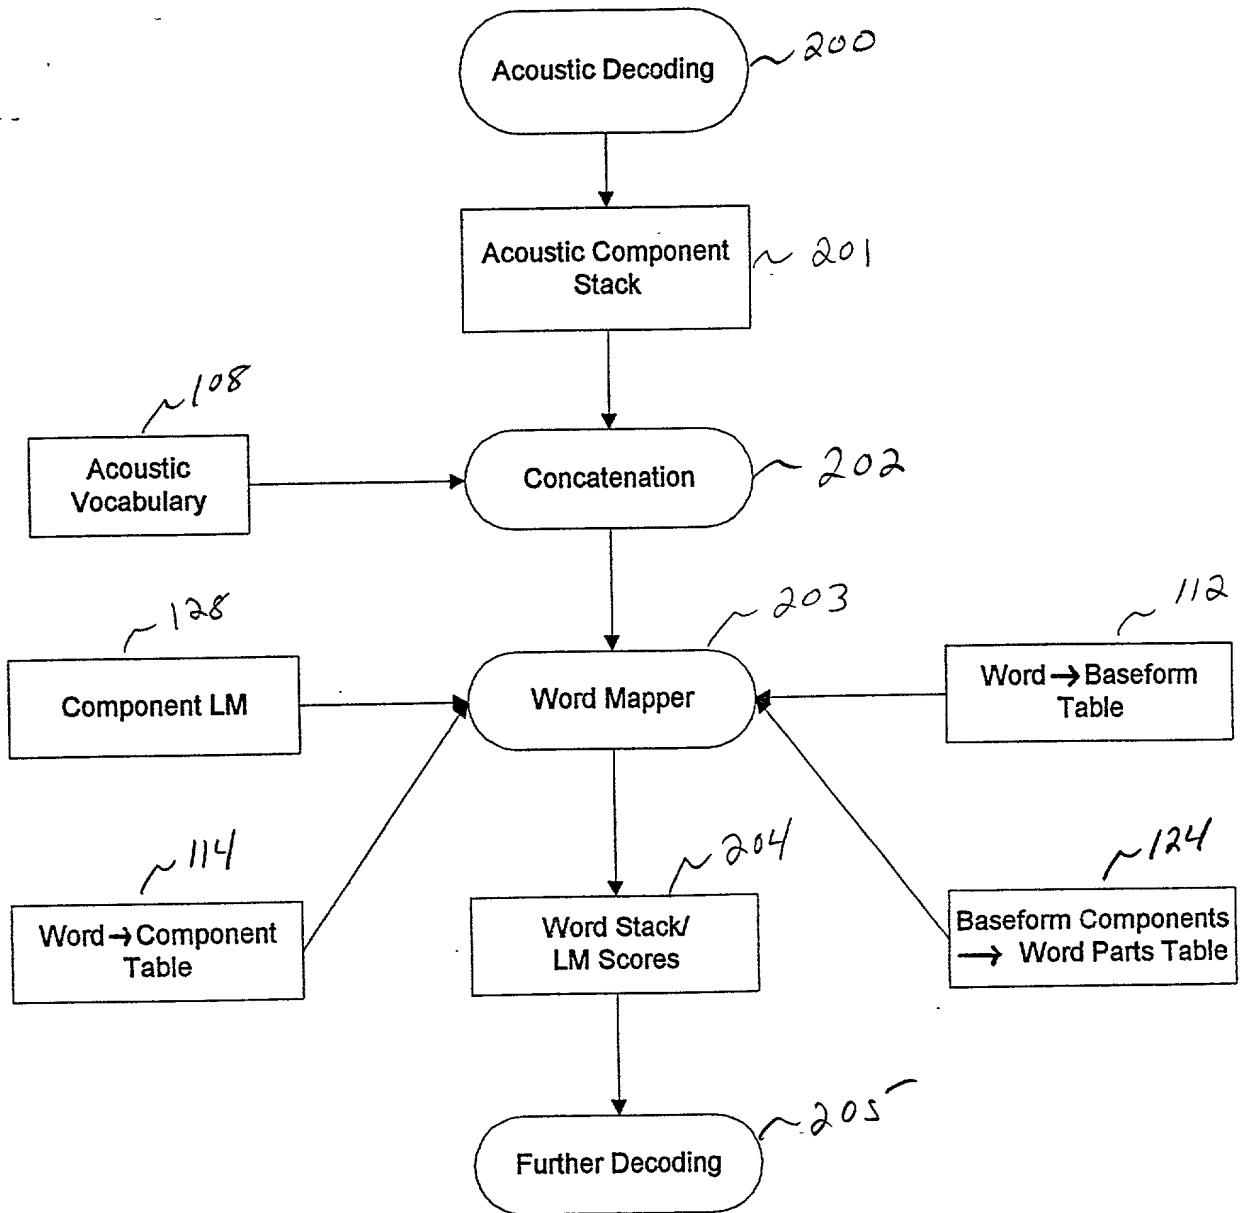 Acoustic Decoding
200
Acoustic Component
Stack
201
108
Acoustic
Vocabulary
Concatenation
202
128
Component LM
203
Word Mapper
112
Word → Baseform
Table
114
Word → Component
Table
204
Word Stack/
LM Scores
124
Baseform Components
→ Word Parts Table
205
Further Decoding